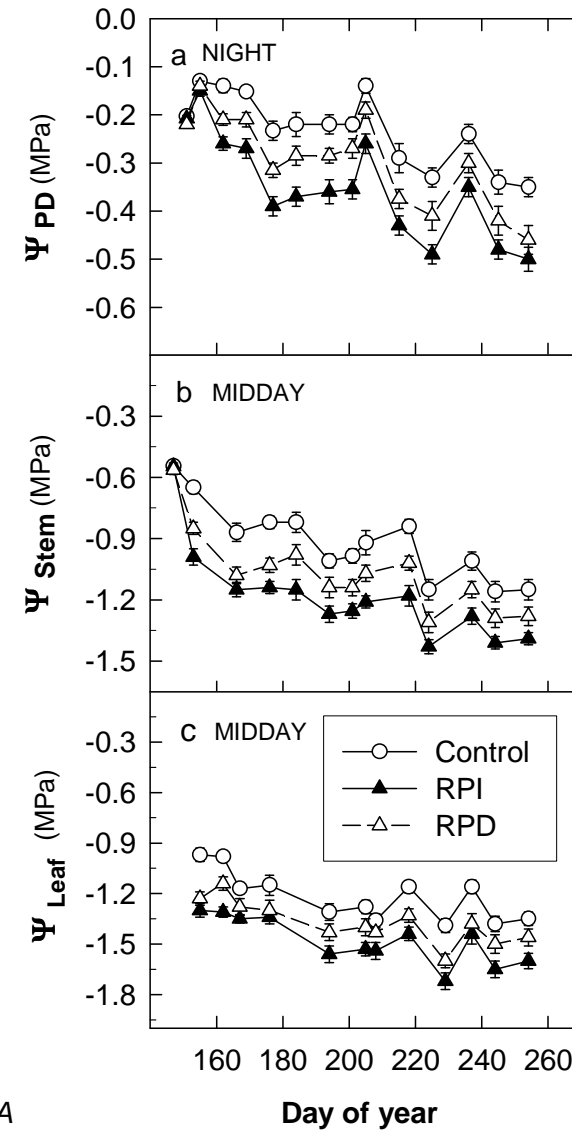 0.0
a NIGHT
-0.1
-0.2
-0.3
-0.4
-0.5
-0.6
Ψ PD (MPa)
b MIDDAY
-0.3
-0.6
-0.9
-1.2
-1.5
Ψ Stem (MPa)
c MIDDAY
-0.3
-0.6
-0.9
-1.2
-1.5
-1.8
Ψ Leaf (MPa)
Control
RPI
RPD
160 180 200 220 240 260
A
Day of year